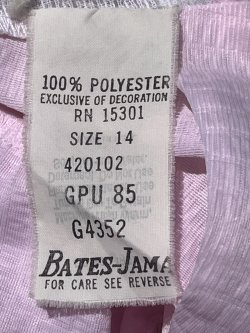 100% POLYESTER
EXCLUSIVE OF DECORATION
RN 15301
SIZE 14
420102
GPU 85
G4352
BATES-JAMA
FOR CARE SEE REVERSE